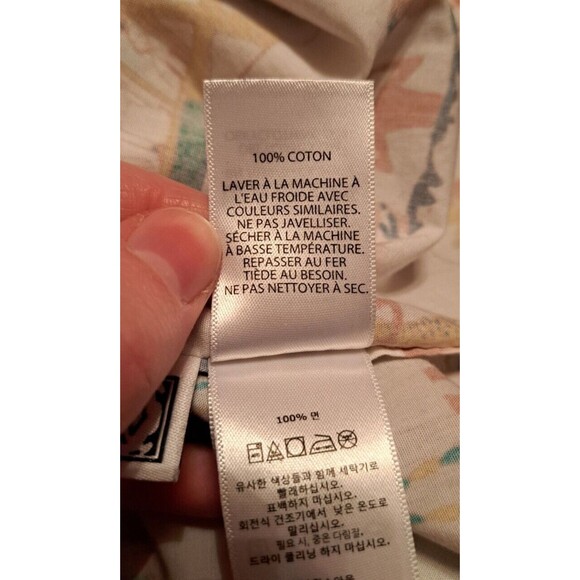 100% COTON
LAVER À LA MACHINE À
L'EAU FROIDE AVEC
COULEURS SIMILAIRES.
NE PAS JAVELLISER.
SÉCHER À LA MACHINE
À BASSE TEMPÉRATURE.
REPASSER AU FER
TIÈDE AU BESOIN.
NE PAS NETTOYER À SEC.
100% 면
유사한 색상들과 함께 세탁기로
빨래하십시오.
표백하지 마십시오.
회전식 건조기에서 낮은 온도로
말리십시오.
필요 시, 중온 다림질.
드라이 클리닝 하지 마십시오.